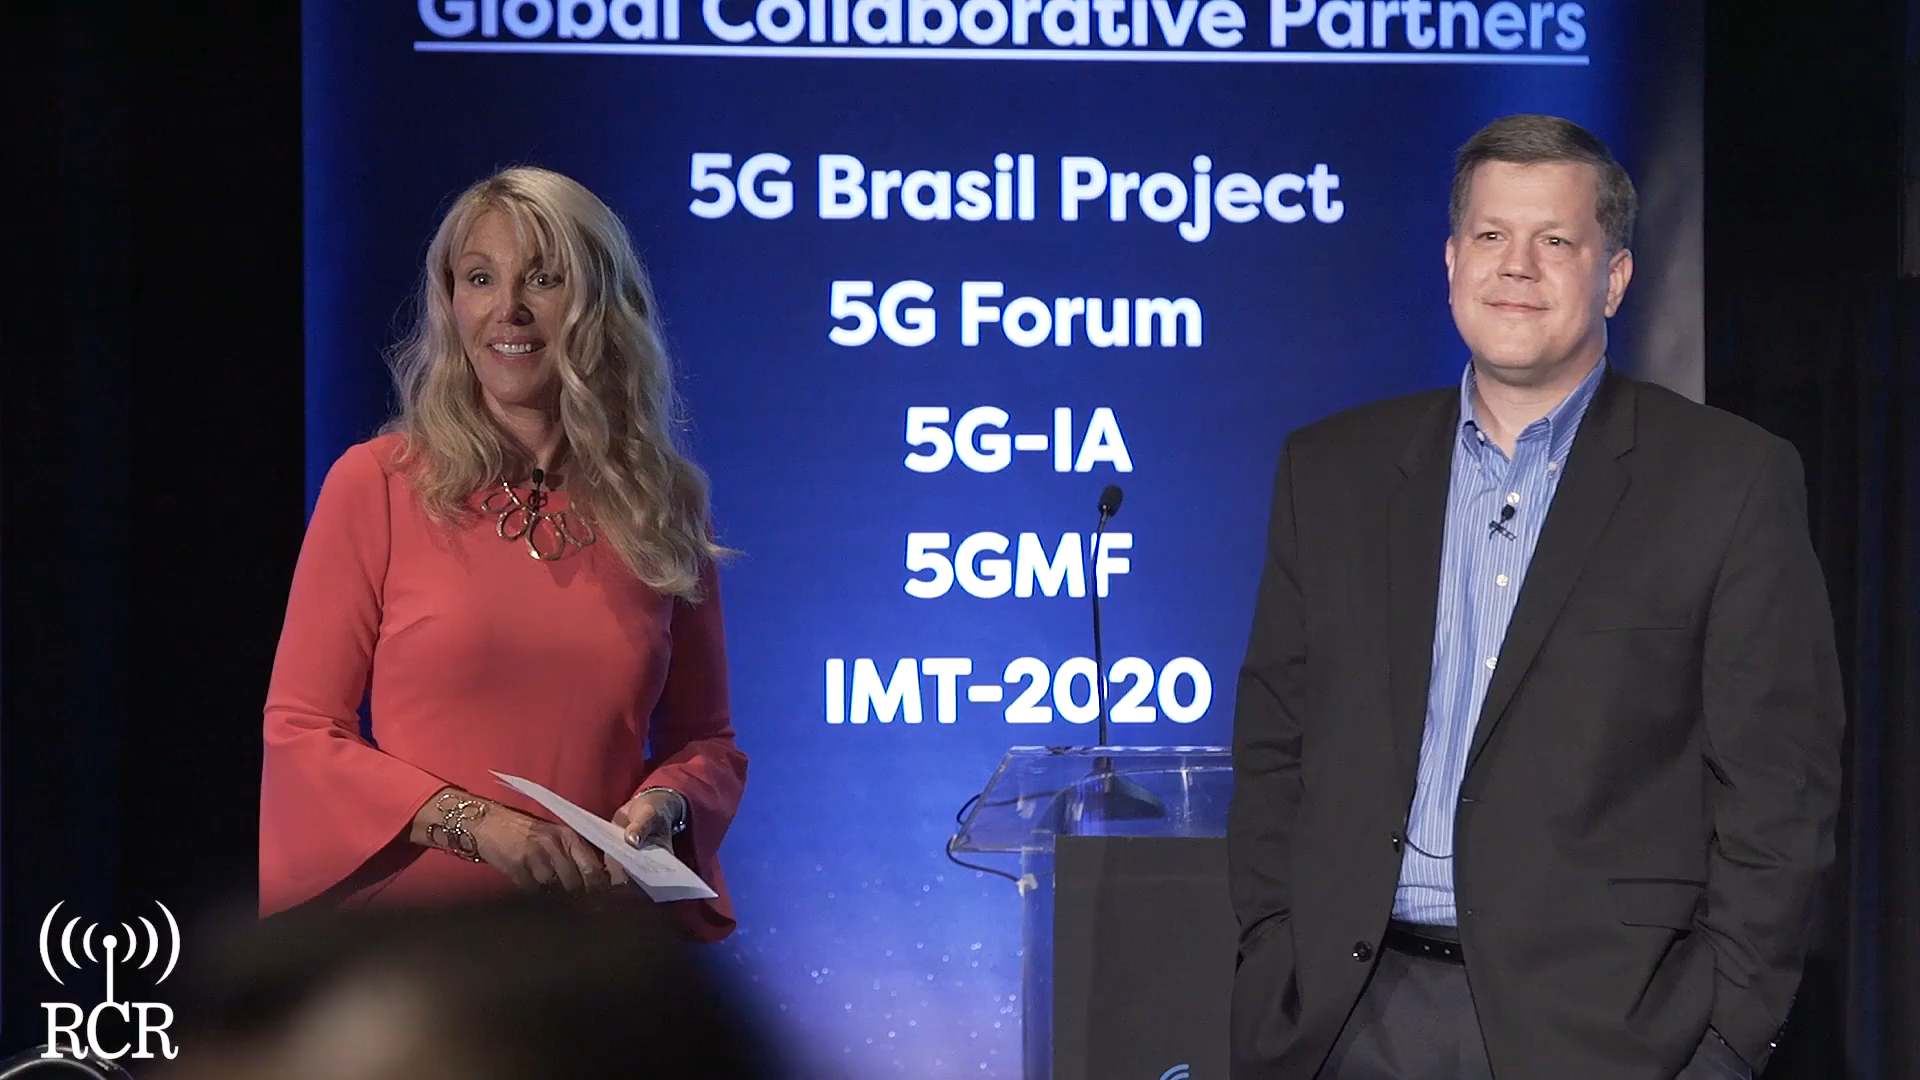 Global Collaborative Partners
5G Brasil Project
5G Forum
5G-IA
5GMF
IMT-2020
RCR